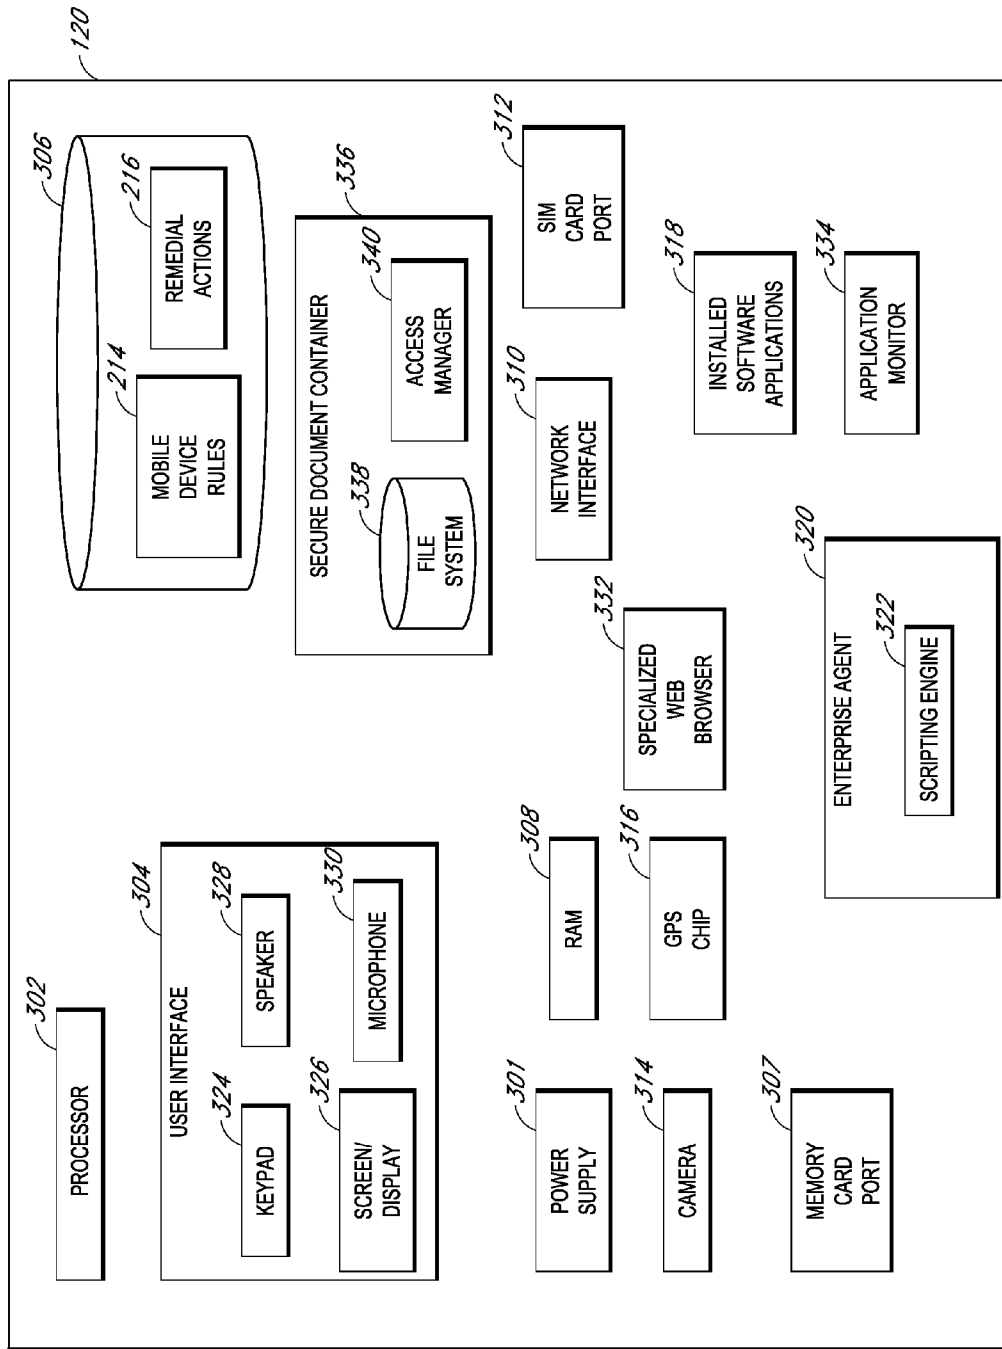 120
PROCESSOR
302
USER INTERFACE
304
KEYPAD
324
SPEAKER
328
SCREEN/
DISPLAY
326
MICROPHONE
330
306
MOBILE
DEVICE
RULES
214
REMEDIAL
ACTIONS
216
SECURE DOCUMENT CONTAINER
336
FILE
SYSTEM
338
ACCESS
MANAGER
340
POWER
SUPPLY
301
RAM
308
NETWORK
INTERFACE
310
SIM
CARD
PORT
312
CAMERA
314
GPS
CHIP
316
SPECIALIZED
WEB
BROWSER
332
INSTALLED
SOFTWARE
APPLICATIONS
318
MEMORY
CARD
PORT
307
ENTERPRISE AGENT
320
SCRIPTING ENGINE
322
APPLICATION
MONITOR
334